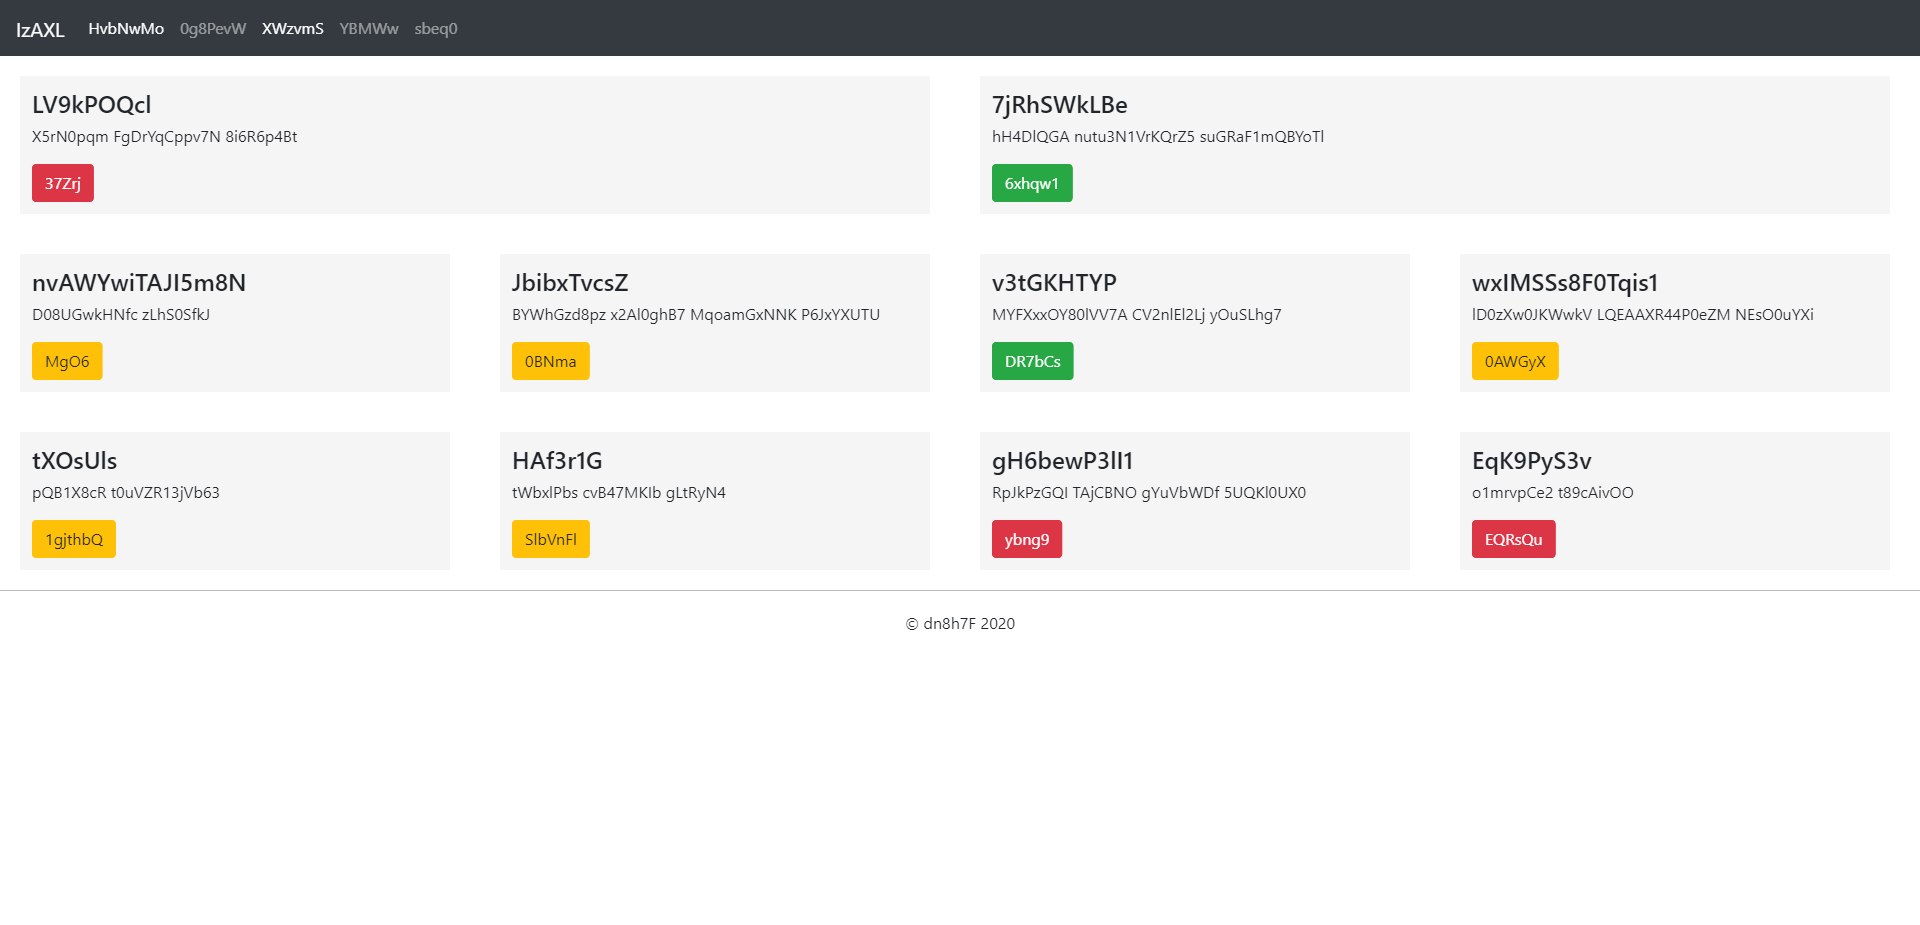 IzAXL HvbNwMo 0g8PevW XWzvmS YBMWw sbeq0
LV9kPOQcl
X5rN0pqm FgDrYqCppv7N 8i6R6p4Bt
37Zrj
7jRhSWkLBe
hH4DlQGA nutu3N1VrKQrZ5 suGRaF1mQBYoTl
6xhqw1
nvAWYwiTAJI5m8N
D08UGwkHNfc zLhS0SfkJ
MgO6
JbibxTvcsZ
BYWhGzd8pz x2Al0ghB7 MqoamGxNNK P6JxYXUTU
0BNma
v3tGKHTYP
MYFXxxOY80lVV7A CV2nlEl2Lj yOuSLhg7
DR7bCs
wxIMSSs8F0Tqis1
lD0zXw0JKWwkV LQEAAXR44P0eZM NEsO0uYXi
0AWGyX
tXOsUls
pQB1X8cR t0uVZR13jVb63
1gjthbQ
HAf3r1G
tWbxlPbs cvB47MKIb gLtRyN4
SlbVnFl
gH6bewP3lI1
RpJkPzGQI TAjCBNO gYuVbWDf 5UQKl0UX0
ybng9
EqK9PyS3v
o1mrvpCe2 t89cAivOO
EQRsQu
© dn8h7F 2020